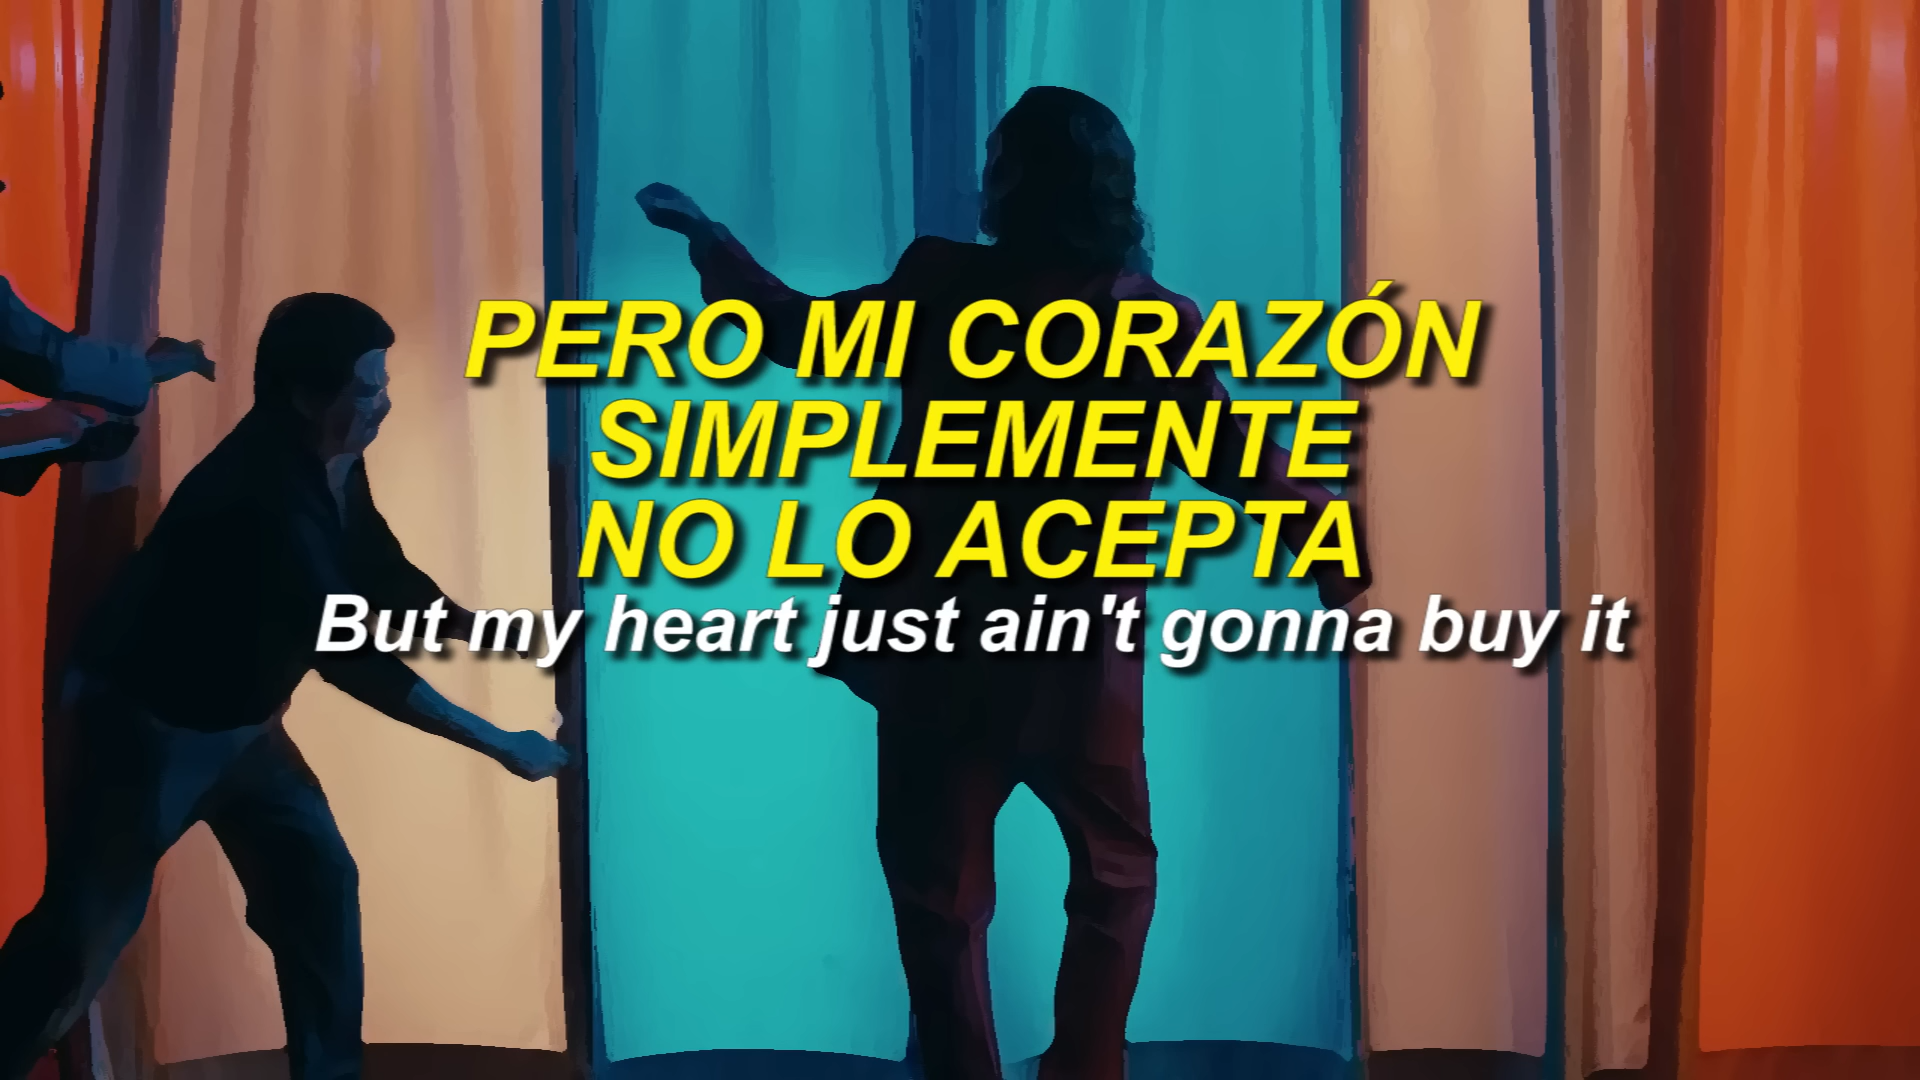 PERO MI CORAZÓN
SIMPLEMENTE
NO LO ACEPTA
But my heart just ain't gonna buy it